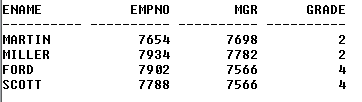 ENAME EMPNO MGR GRADE
---------- ---------- ---------- ----------
MARTIN 7654 7698 2
MILLER 7934 7782 2
FORD 7902 7566 4
SCOTT 7788 7566 4